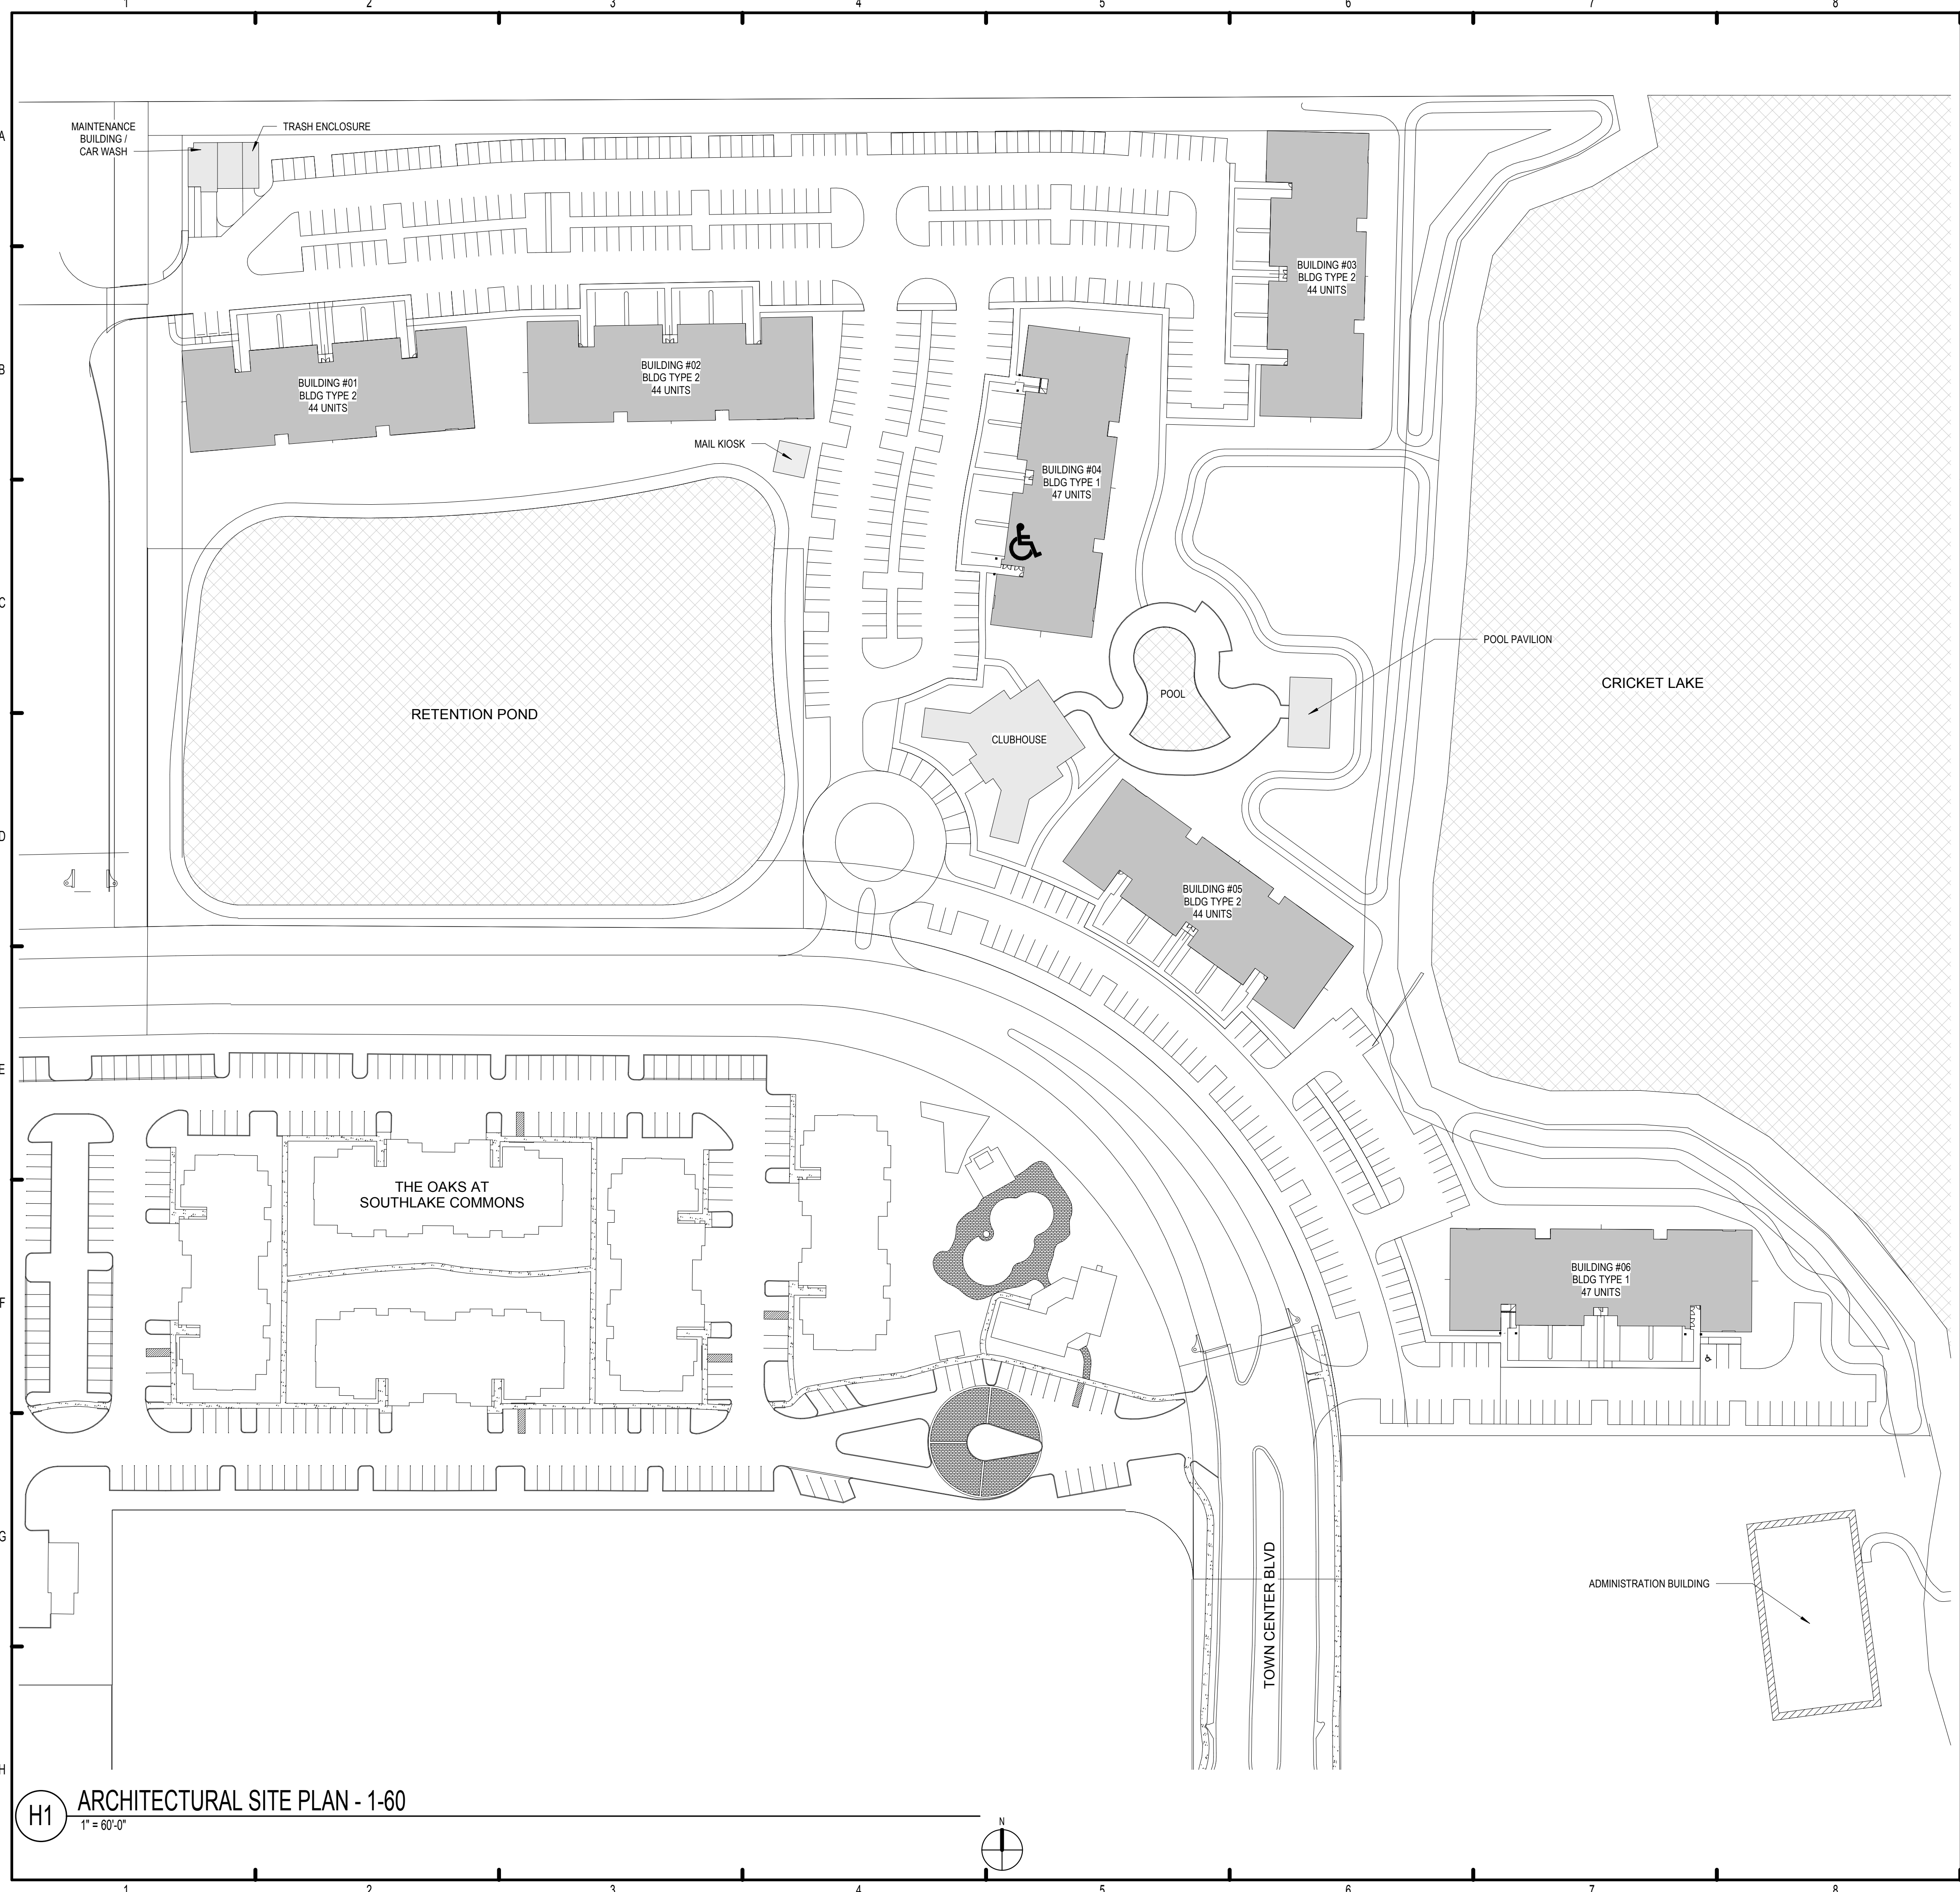 1 2 3 4 5 6 7 8
A
MAINTENANCE
BUILDING /
CAR WASH
TRASH ENCLOSURE
BUILDING #03
BLDG TYPE 2
44 UNITS
B
BUILDING #01
BLDG TYPE 2
44 UNITS
BUILDING #02
BLDG TYPE 2
44 UNITS
MAIL KIOSK
BUILDING #04
BLDG TYPE 1
47 UNITS
C
POOL PAVILION
CRICKET LAKE
POOL
RETENTION POND
CLUBHOUSE
D
BUILDING #05
BLDG TYPE 2
44 UNITS
E
THE OAKS AT
SOUTHLAKE COMMONS
F
BUILDING #06
BLDG TYPE 1
47 UNITS
G
TOWN CENTER BLVD
ADMINISTRATION BUILDING
H
H1
ARCHITECTURAL SITE PLAN - 1-60
1" = 60'-0"
N
1 2 3 4 5 6 7 8